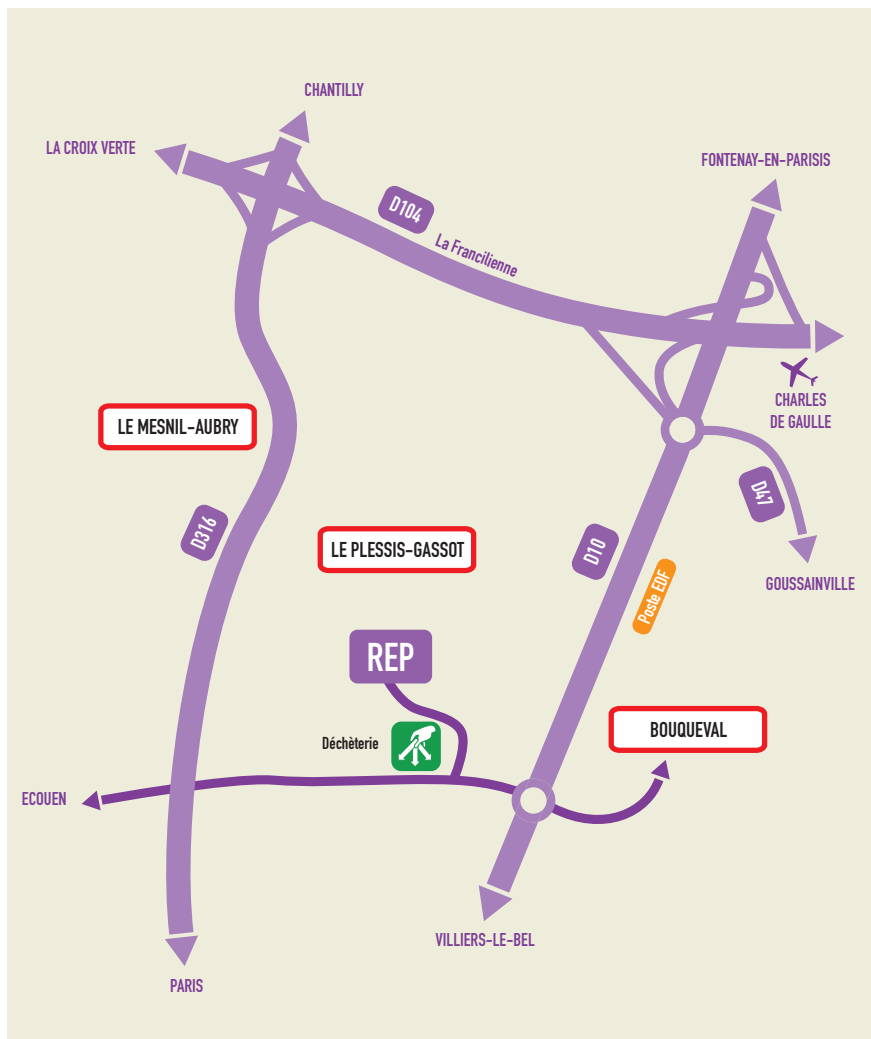 CHANTILLY
LA CROIX VERTE
FONTENAY-EN-PARISIS
D104
La Francilienne
CHARLES
DE GAULLE
LE MESNIL-AUBRY
D47
D316
D10
LE PLESSIS-GASSOT
Poste EDF
GOUSSAINVILLE
REP
BOUQUEVAL
Déchèterie
ECOUEN
VILLIERS-LE-BEL
PARIS